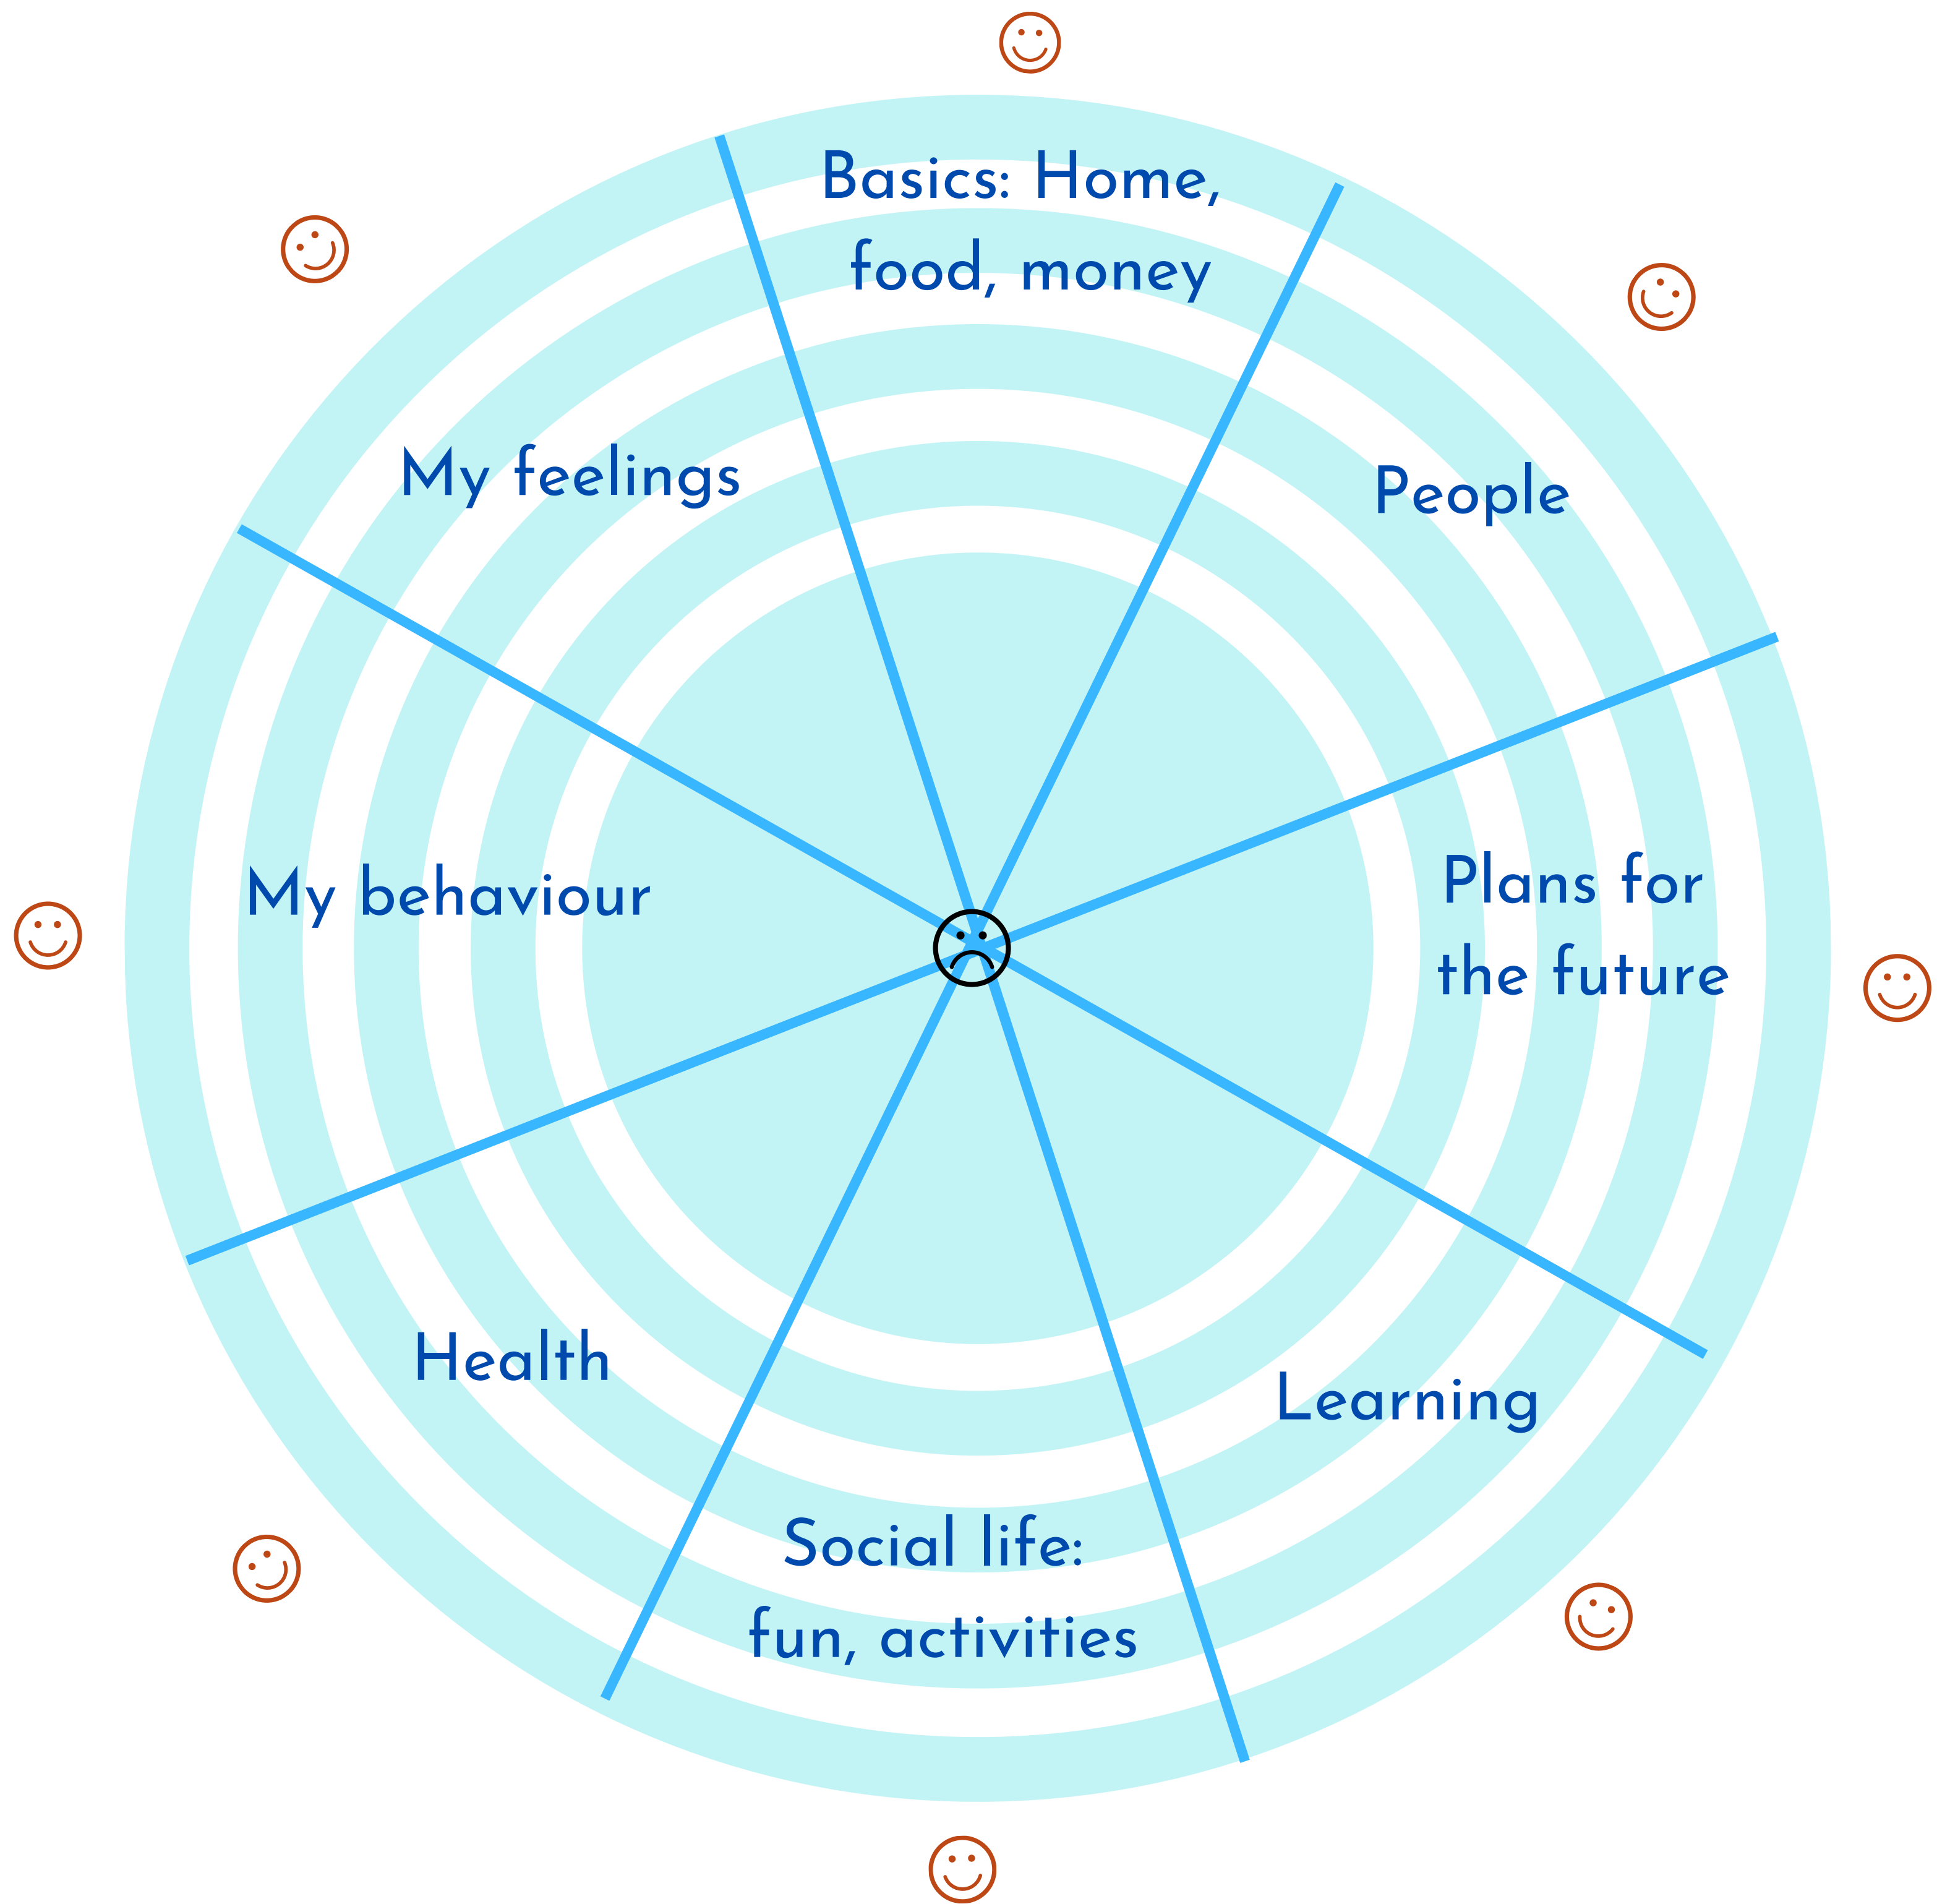 Basics: Home,
food, money
My feelings
People
My behaviour
Plans for
the future
Health
Learning
Social life:
fun, activities